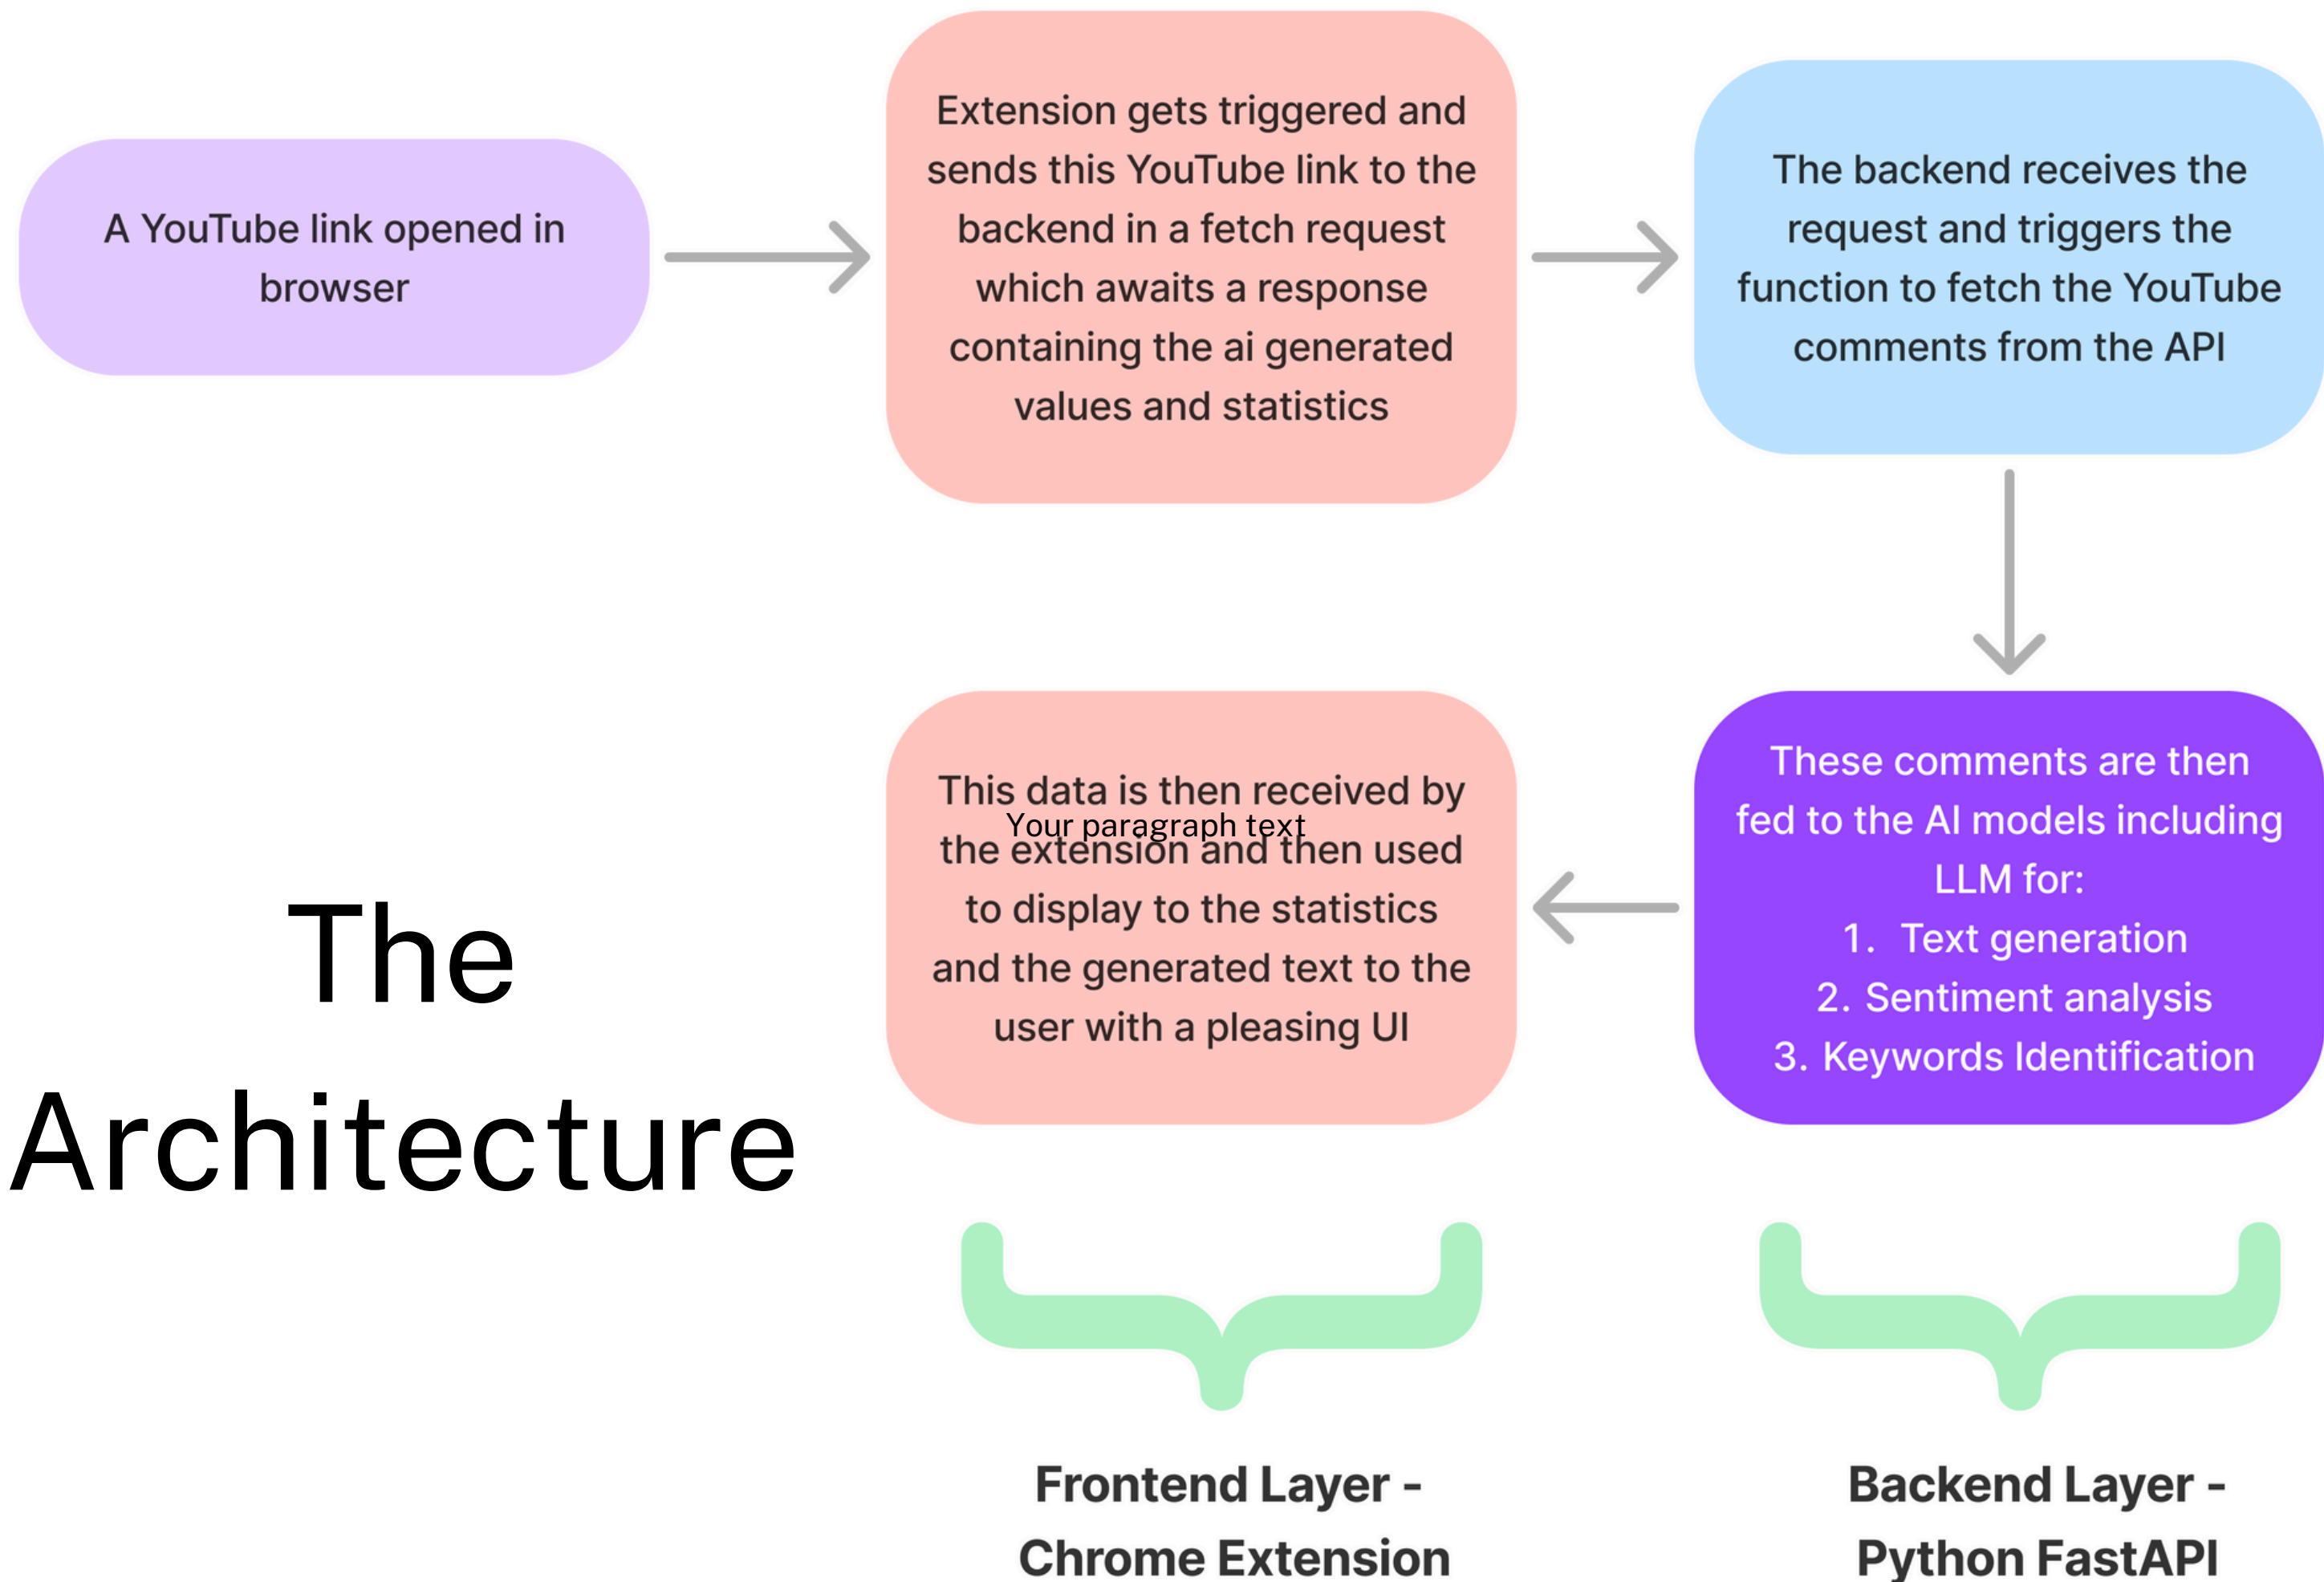 A YouTube link opened in
browser
Extension gets triggered and
sends this YouTube link to the
backend in a fetch request
which awaits a response
containing the ai generated
values and statistics
The backend receives the
request and triggers the
function to fetch the YouTube
comments from the API
These comments are then
fed to the AI models including
LLM for:
1. Text generation
2. Sentiment analysis
3. Keywords Identification
This data is then received by
Your paragraph text
the extension and then used
to display to the statistics
and the generated text to the
user with a pleasing UI
The
Architecture
Frontend Layer -
Chrome Extension
Backend Layer -
Python FastAPI